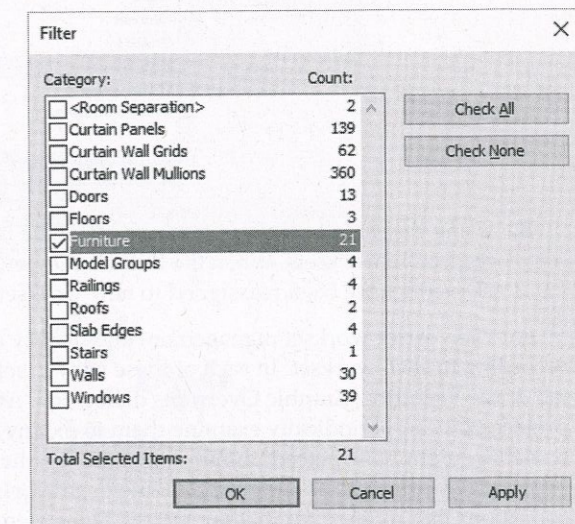 Filter
Category: Count:
<Room Separation> 2
Curtain Panels 139
Curtain Wall Grids 62
Curtain Wall Mullions 360
Doors 13
Floors 3
Furniture 21
Model Groups 4
Railings 4
Roofs 2
Slab Edges 4
Stairs 1
Walls 30
Windows 39
Total Selected Items: 21
Check All
Check None
OK Cancel Apply